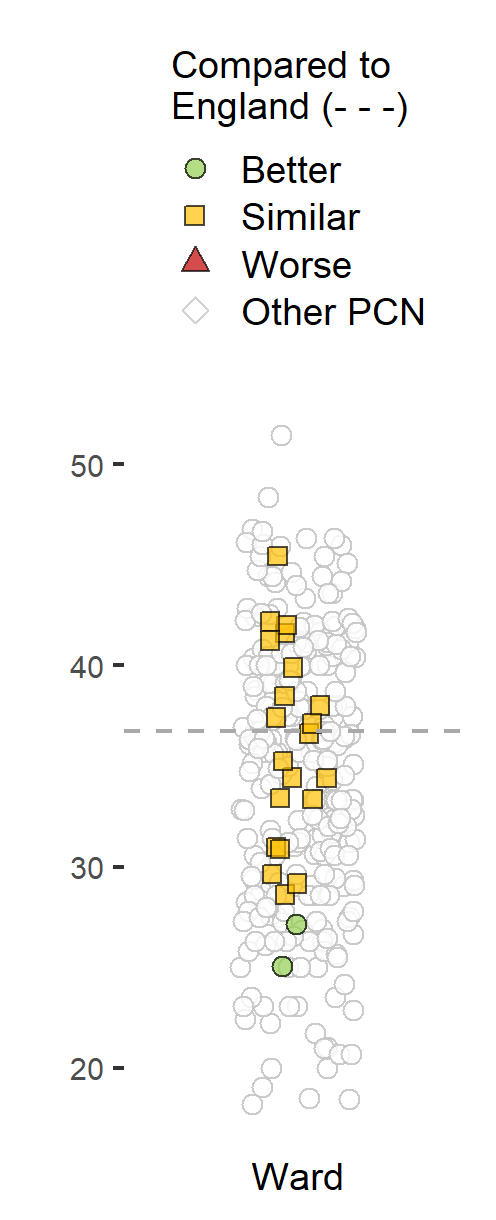 Compared to
England (- - -)
Better
Similar
Worse
Other PCN
50
40
30
20
Ward